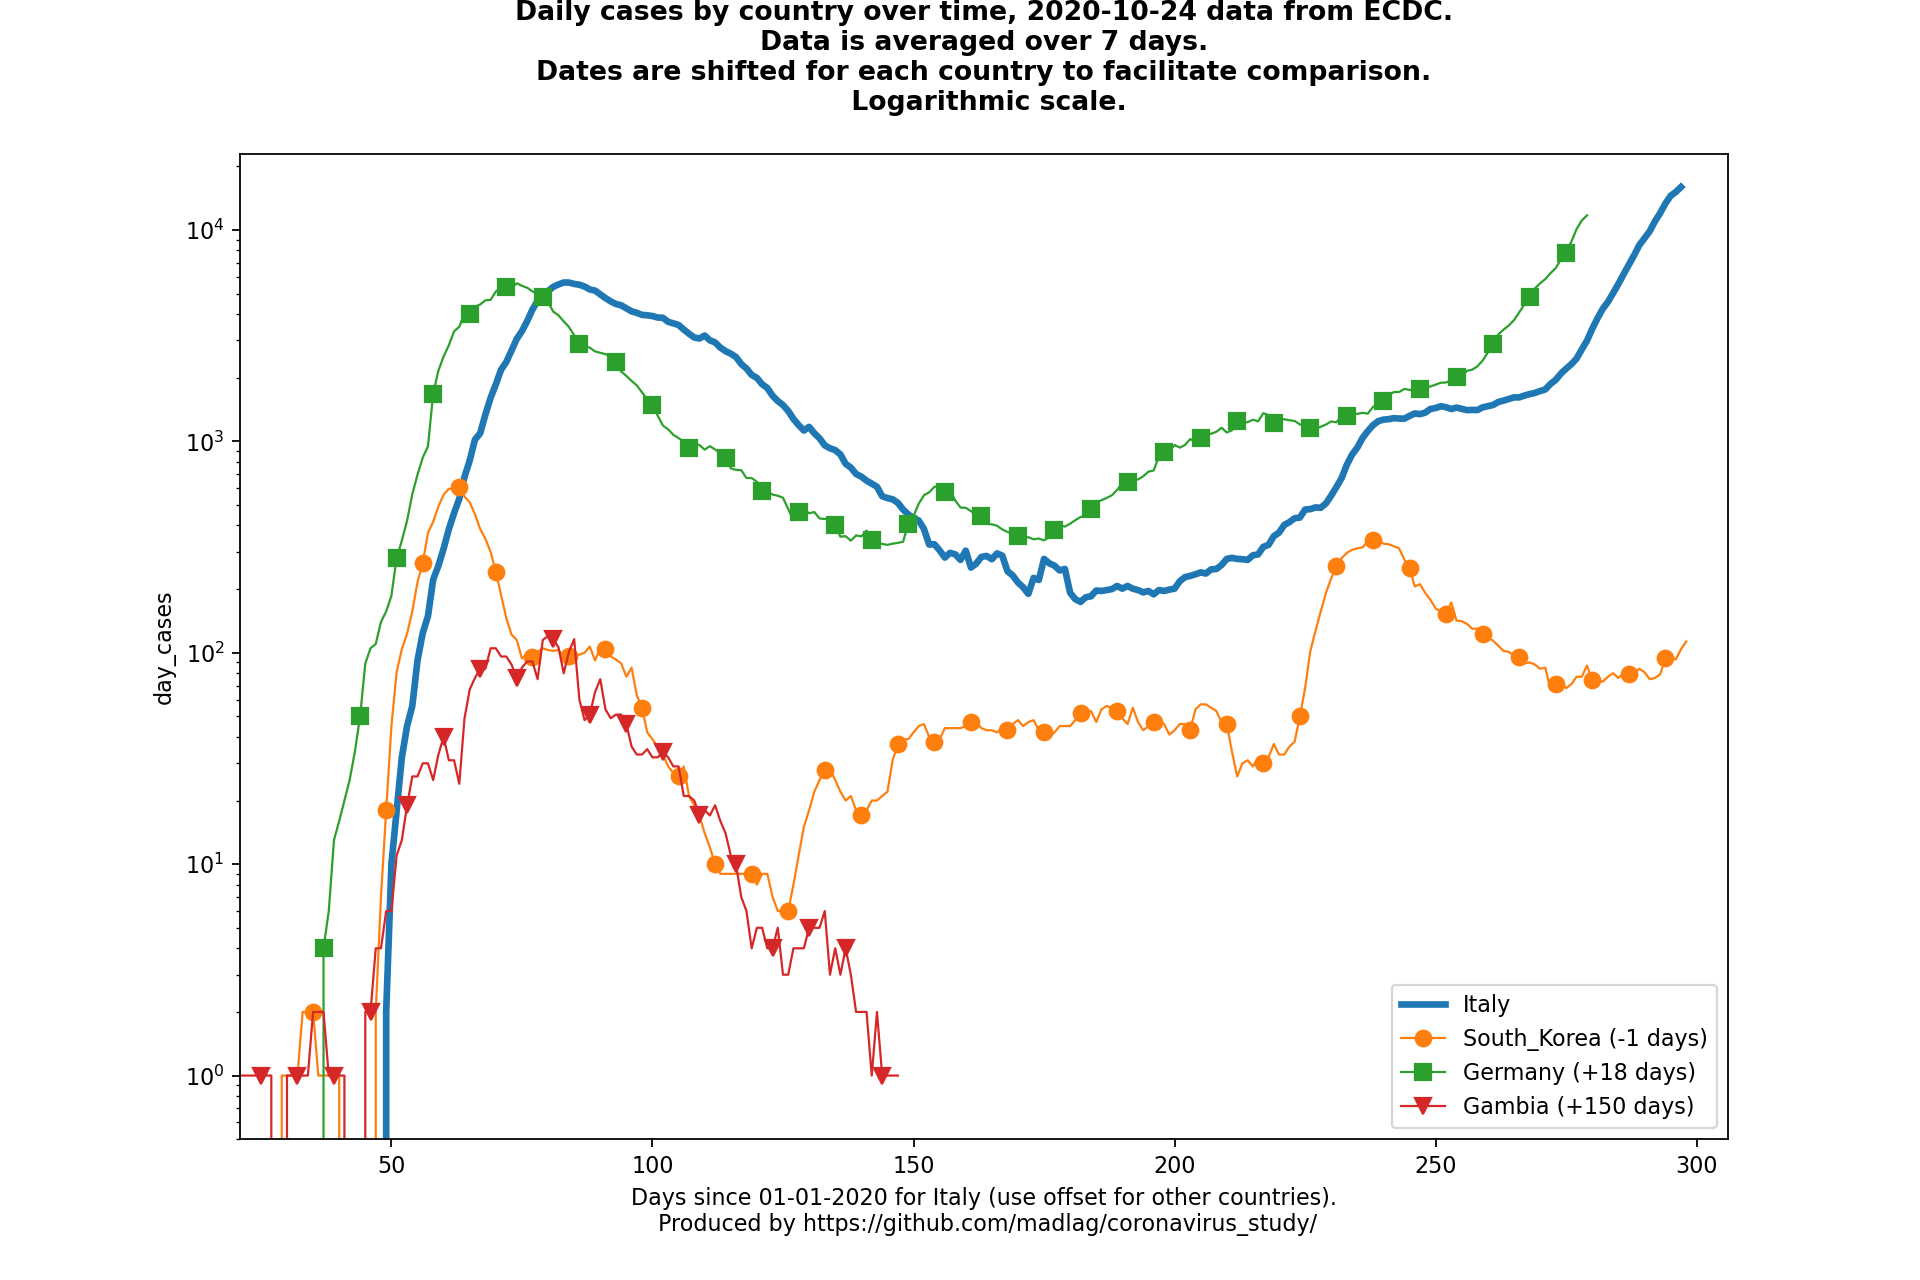 Daily cases by country over time, 2020-10-24 data from ECDC.
Data is averaged over 7 days.
Dates are shifted for each country to facilitate comparison.
Logarithmic scale.
10^4
10^3
10^2
10^1
10^0
day_cases
Italy
South_Korea (-1 days)
Germany (+18 days)
Gambia (+150 days)
50 100 150 200 250 300
Days since 01-01-2020 for Italy (use offset for other countries).
Produced by https://github.com/madlag/coronavirus_study/